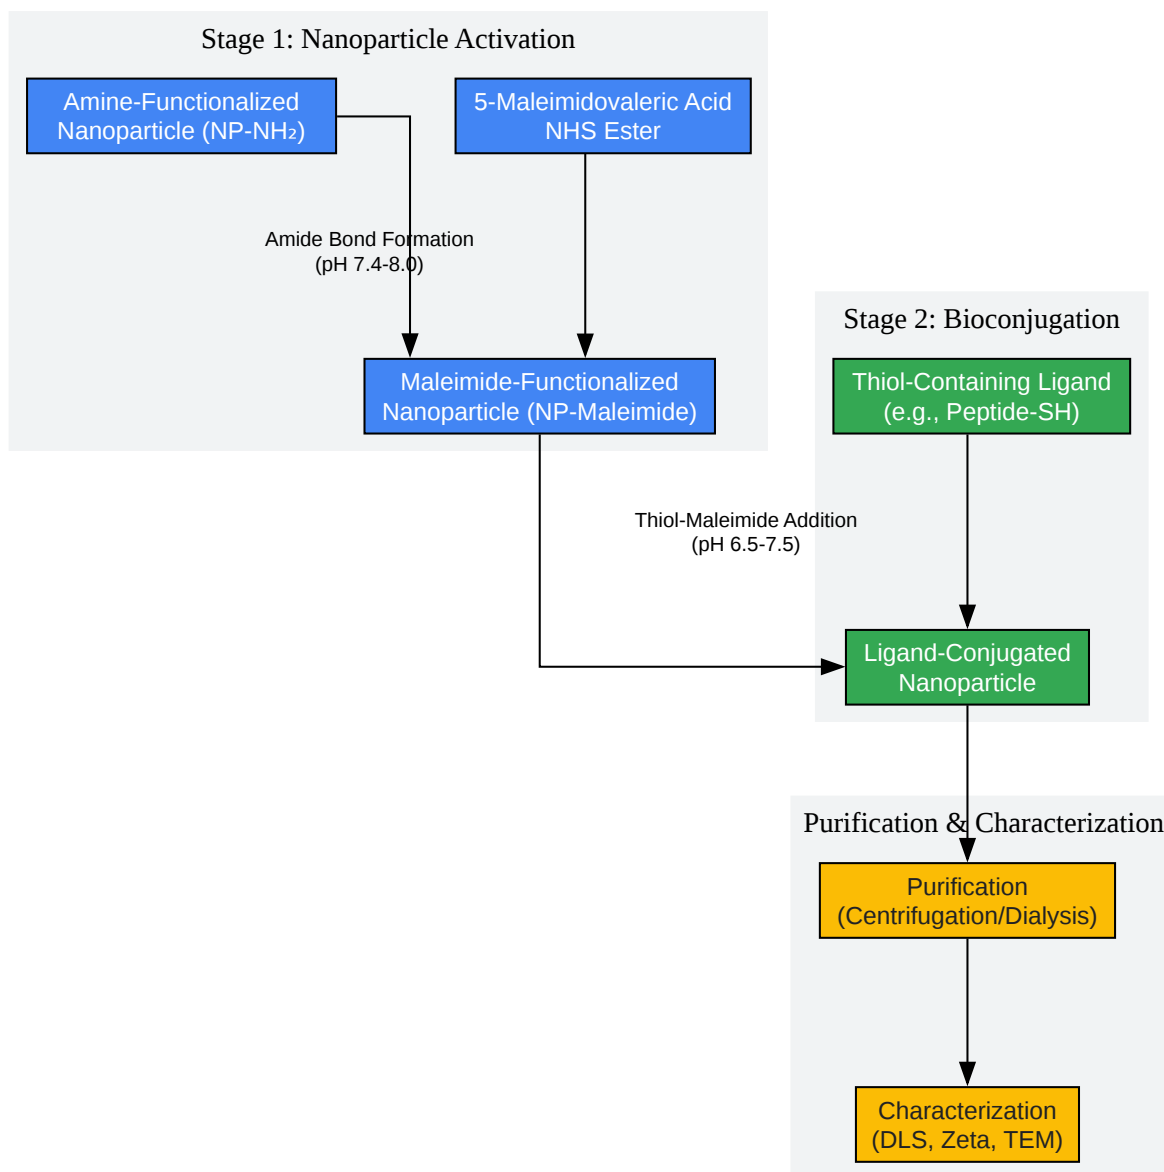 Stage 1: Nanoparticle Activation
Amine-Functionalized
Nanoparticle (NP-NH₂)
5-Maleimidovaleric Acid
NHS Ester
Amide Bond Formation
(pH 7.4-8.0)
Maleimide-Functionalized
Nanoparticle (NP-Maleimide)
Stage 2: Bioconjugation
Thiol-Containing Ligand
(e.g., Peptide-SH)
Thiol-Maleimide Addition
(pH 6.5-7.5)
Ligand-Conjugated
Nanoparticle
Purification & Characterization
Purification
(Centrifugation/Dialysis)
Characterization
(DLS, Zeta, TEM)